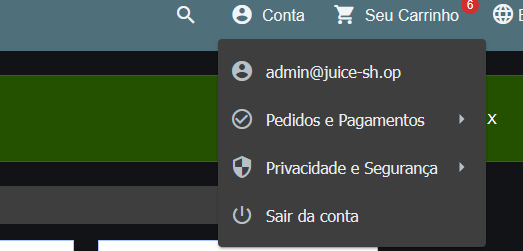 Conta
Seu Carrinho
6
E
admin@juice-sh.op
Pedidos e Pagamentos
x
Privacidade e Segurança
Sair da conta